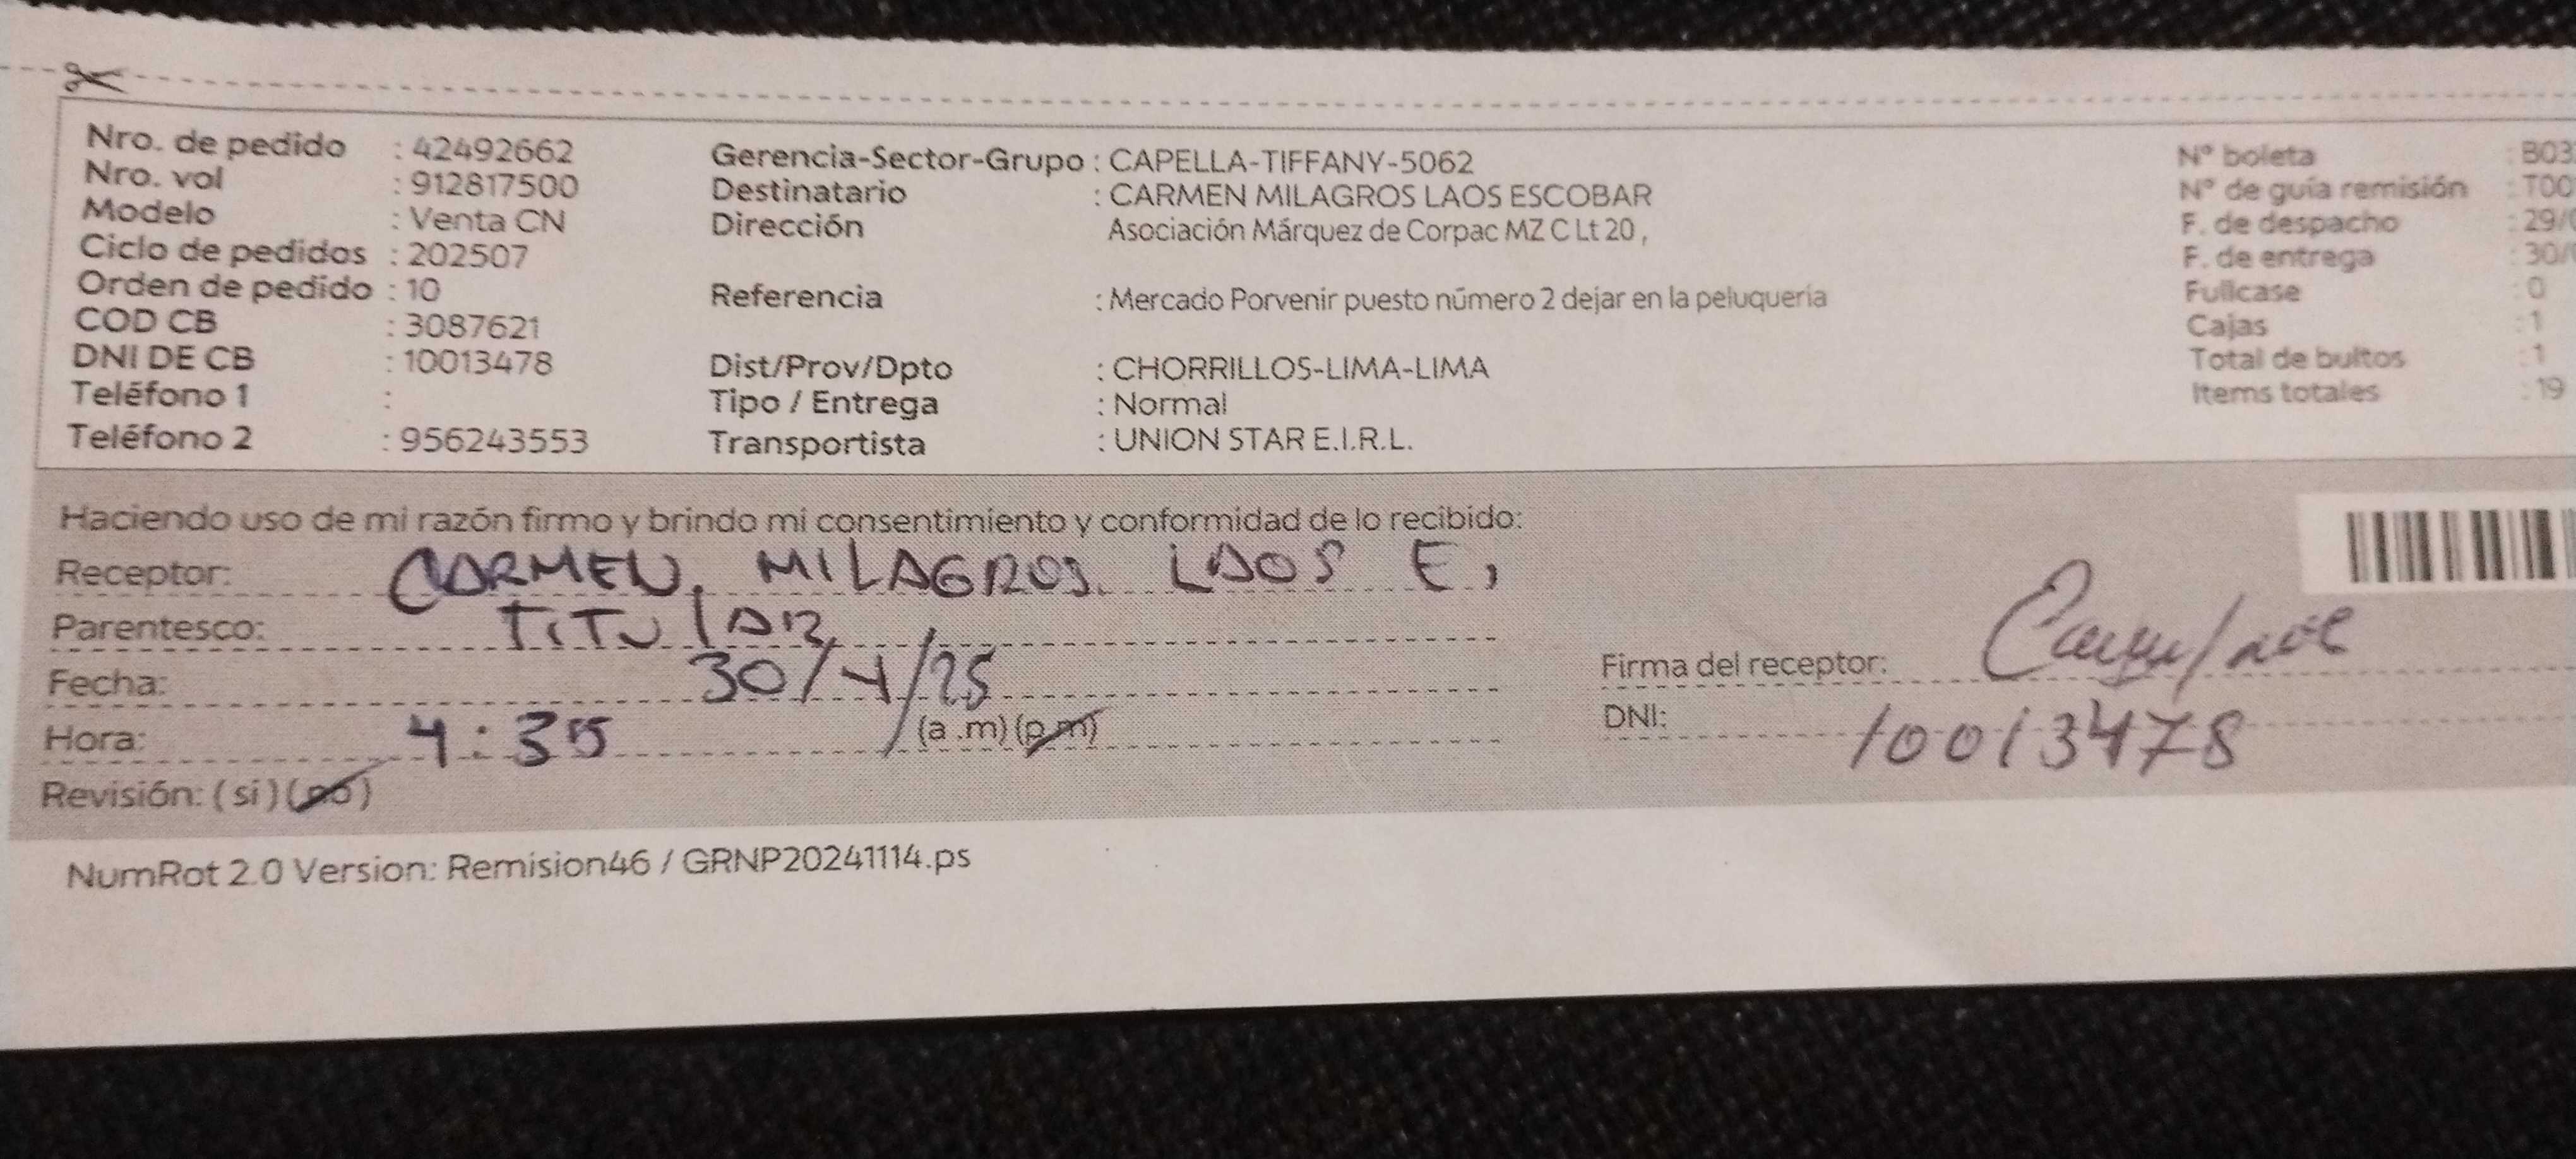 Nro. de pedido : 42492662 Gerencia-Sector-Grupo : CAPELLA-TIFFANY-5062 Nº boleta : B03
Nro. vol : 912817500 Destinatario : CARMEN MILAGROS LAOS ESCOBAR Nº de guía remisión : T00
Modelo : Venta CN Dirección Asociación Márquez de Corpac MZ C Lt 20 , F. de despacho : 29/
Ciclo de pedidos : 202507 F. de entrega : 30/
Orden de pedido : 10 Referencia : Mercado Porvenir puesto número 2 dejar en la peluquería Fullcase : 0
COD CB : 3087621 Cajas : 1
DNI DE CB : 10013478 Dist/Prov/Dpto : CHORRILLOS-LIMA-LIMA Total de bultos : 1
Teléfono 1 : Tipo / Entrega : Normal Items totales : 19
Teléfono 2 : 956243553 Transportista : UNION STAR E.I.R.L.
Haciendo uso de mi razón firmo y brindo mi consentimiento y conformidad de lo recibido:
Receptor: CARMEN. MILAGROS. LAOS E,
Parentesco: TITULAR
Fecha: 30/4/25 Firma del receptor:
Hora: 4:35 (a .m) (p.m) DNI: 10013478
Revisión: ( si ) ( no )
NumRot 2.0 Version: Remision46 / GRNP20241114.ps